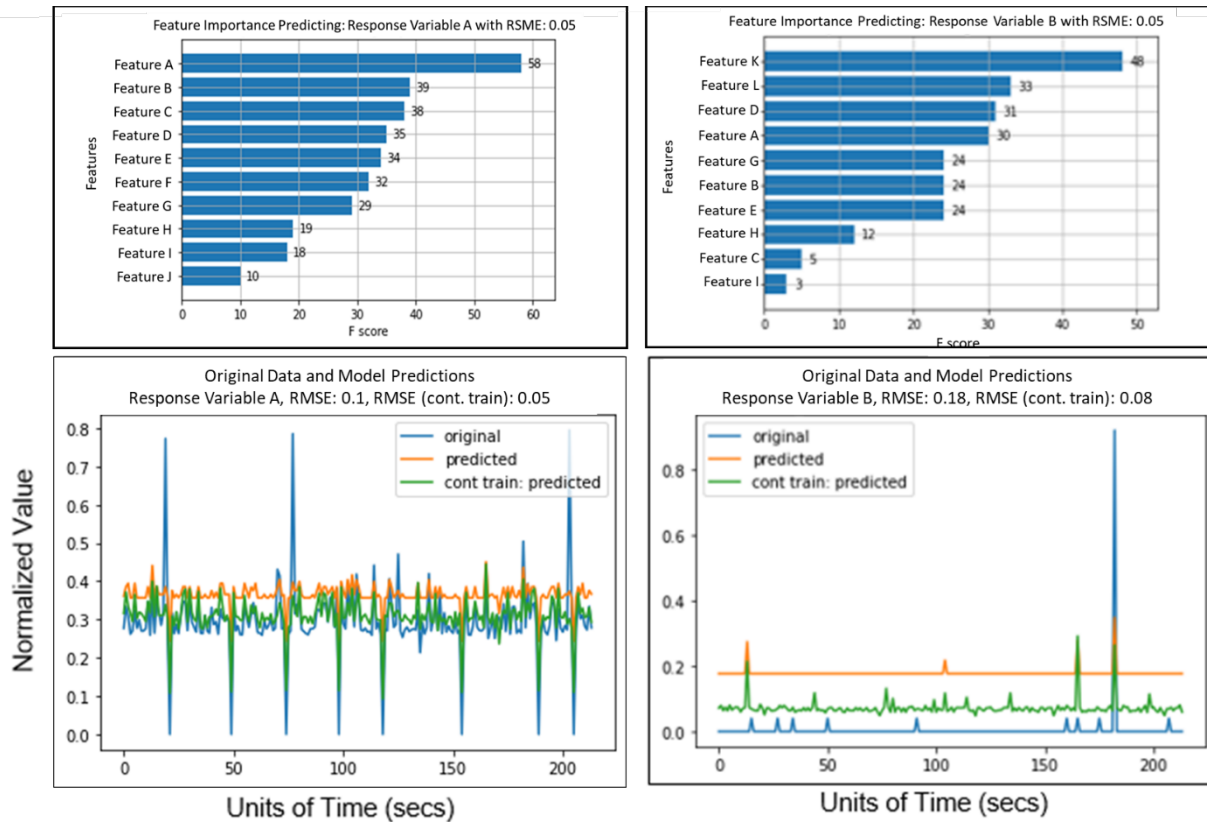 Feature Importance Predicting: Response Variable A with RSME: 0.05
Features
Feature A
58
Feature B
39
Feature C
38
Feature D
35
Feature E
34
Feature F
32
Feature G
29
Feature H
19
Feature I
18
Feature J
10
0 10 20 30 40 50 60
F score
Feature Importance Predicting: Response Variable B with RSME: 0.05
Features
Feature K
48
Feature L
33
Feature D
31
Feature A
30
Feature G
24
Feature B
24
Feature E
24
Feature H
12
Feature C
5
Feature I
3
0 10 20 30 40 50
F score
Original Data and Model Predictions
Response Variable A, RMSE: 0.1, RMSE (cont. train): 0.05
Normalized Value
0.8
0.7
0.6
0.5
0.4
0.3
0.2
0.1
0.0
original
predicted
cont train: predicted
0 50 100 150 200
Units of Time (secs)
Original Data and Model Predictions
Response Variable B, RMSE: 0.18, RMSE (cont. train): 0.08
0.8
0.6
0.4
0.2
0.0
original
predicted
cont train: predicted
0 50 100 150 200
Units of Time (secs)